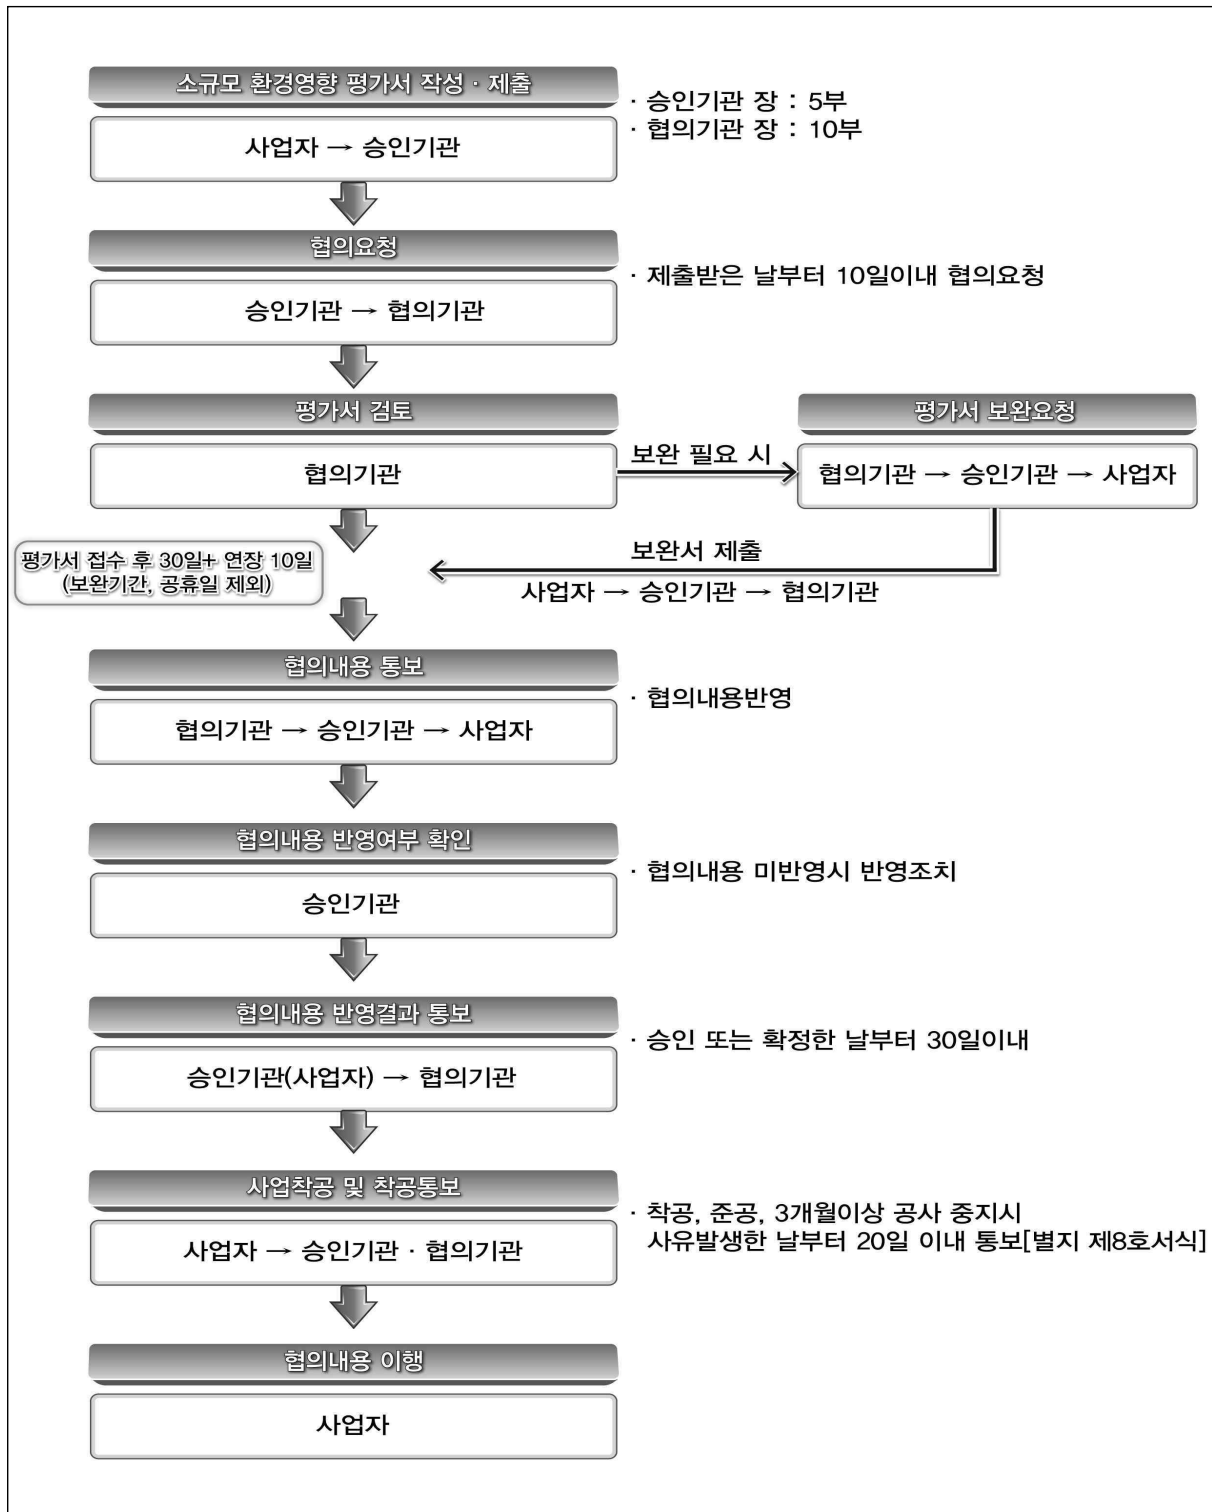 소규모 환경영향 평가서 작성 · 제출
사업자 → 승인기관
· 승인기관 장 : 5부
· 협의기관 장 : 10부
협의요청
승인기관 → 협의기관
· 제출받은 날부터 10일이내 협의요청
평가서 검토
협의기관
보완 필요 시
평가서 보완요청
협의기관 → 승인기관 → 사업자
평가서 접수 후 30일+ 연장 10일
(보완기간, 공휴일 제외)
보완서 제출
사업자 → 승인기관 → 협의기관
협의내용 통보
협의기관 → 승인기관 → 사업자
· 협의내용반영
협의내용 반영여부 확인
승인기관
· 협의내용 미반영시 반영조치
협의내용 반영결과 통보
승인기관(사업자) → 협의기관
· 승인 또는 확정한 날부터 30일이내
사업착공 및 착공통보
사업자 → 승인기관 · 협의기관
· 착공, 준공, 3개월이상 공사 중지시
사유발생한 날부터 20일 이내 통보[별지 제8호서식]
협의내용 이행
사업자